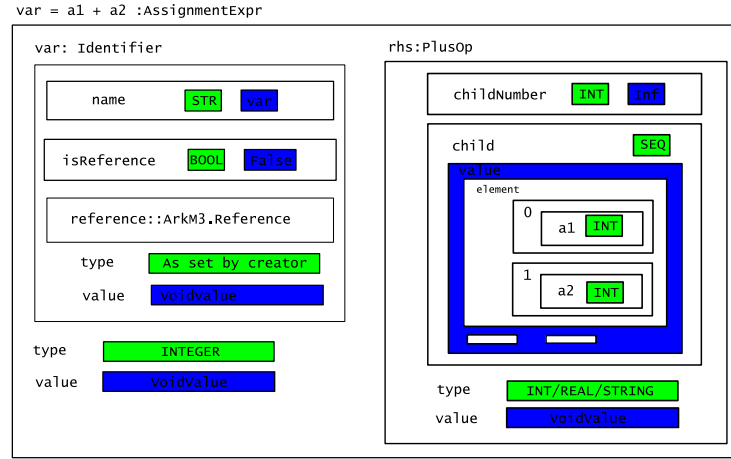 var = a1 + a2 :AssignmentExpr
var: Identifier
name STR var
isReference BOOL False
reference::ArkM3.Reference
type As set by creator
value VoidValue
type INTEGER
value VoidValue
rhs:PlusOp
childNumber INT Inf
child SEQ
value
element
0
a1 INT
1
a2 INT
type INT/REAL/STRING
value VoidValue